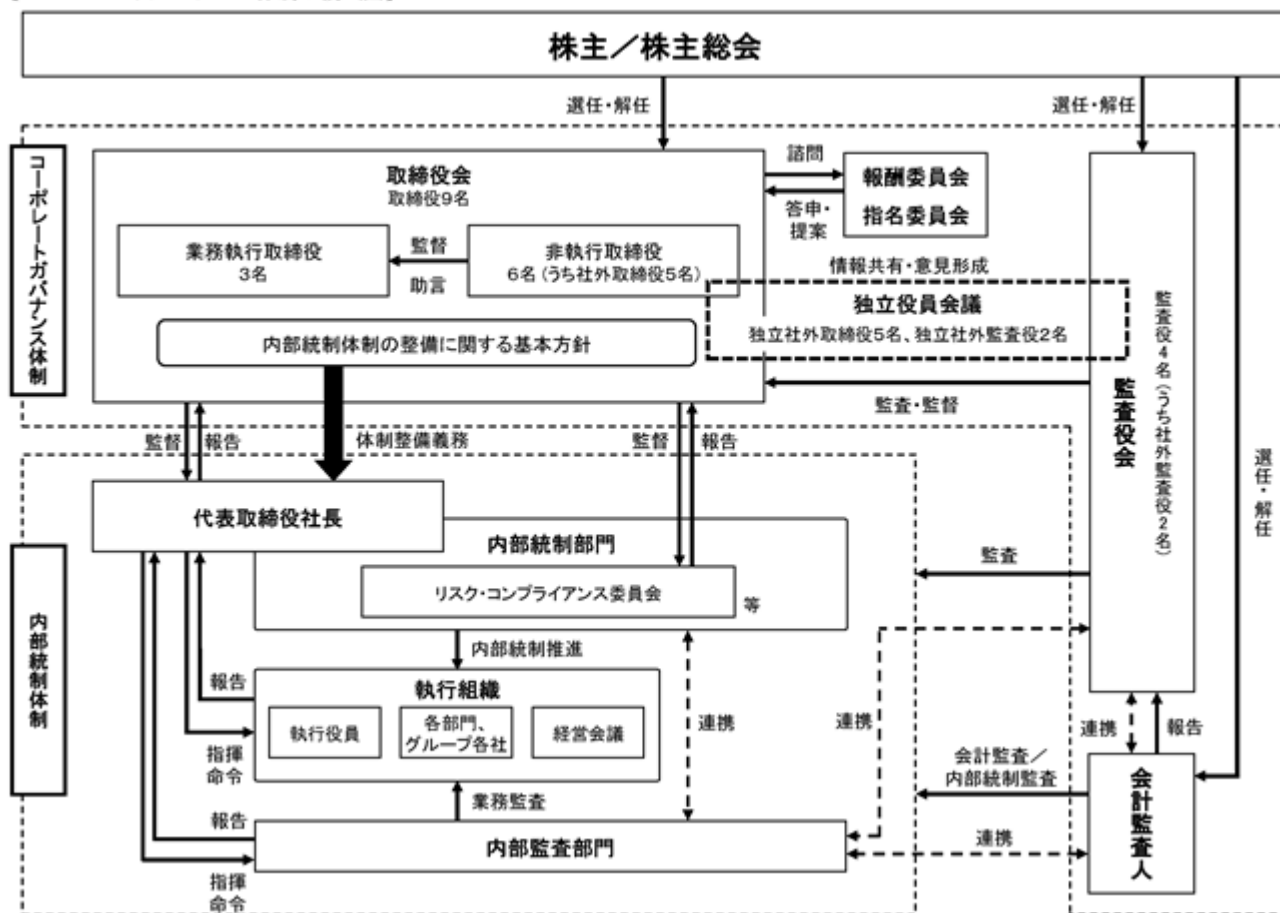 株主／株主総会
選任・解任
選任・解任
コーポレートガバナンス体制
取締役会
取締役9名
諮問
答申・
提案
報酬委員会
指名委員会
業務執行取締役
3名
監督
助言
非執行取締役
6名（うち社外取締役5名）
情報共有・意見形成
独立役員会議
独立社外取締役5名、独立社外監査役2名
内部統制体制の整備に関する基本方針
監査・監督
監査役会
監査役4名（うち社外監査役2名）
選任・解任
監督
報告
体制整備義務
監督
報告
内部統制体制
代表取締役社長
内部統制部門
リスク・コンプライアンス委員会
等
監査
内部統制推進
報告
執行組織
執行役員
各部門、
グループ各社
経営会議
指揮
命令
連携
連携
連携
報告
会計監査／
内部統制監査
会計監査人
業務監査
報告
内部監査部門
連携
指揮
命令